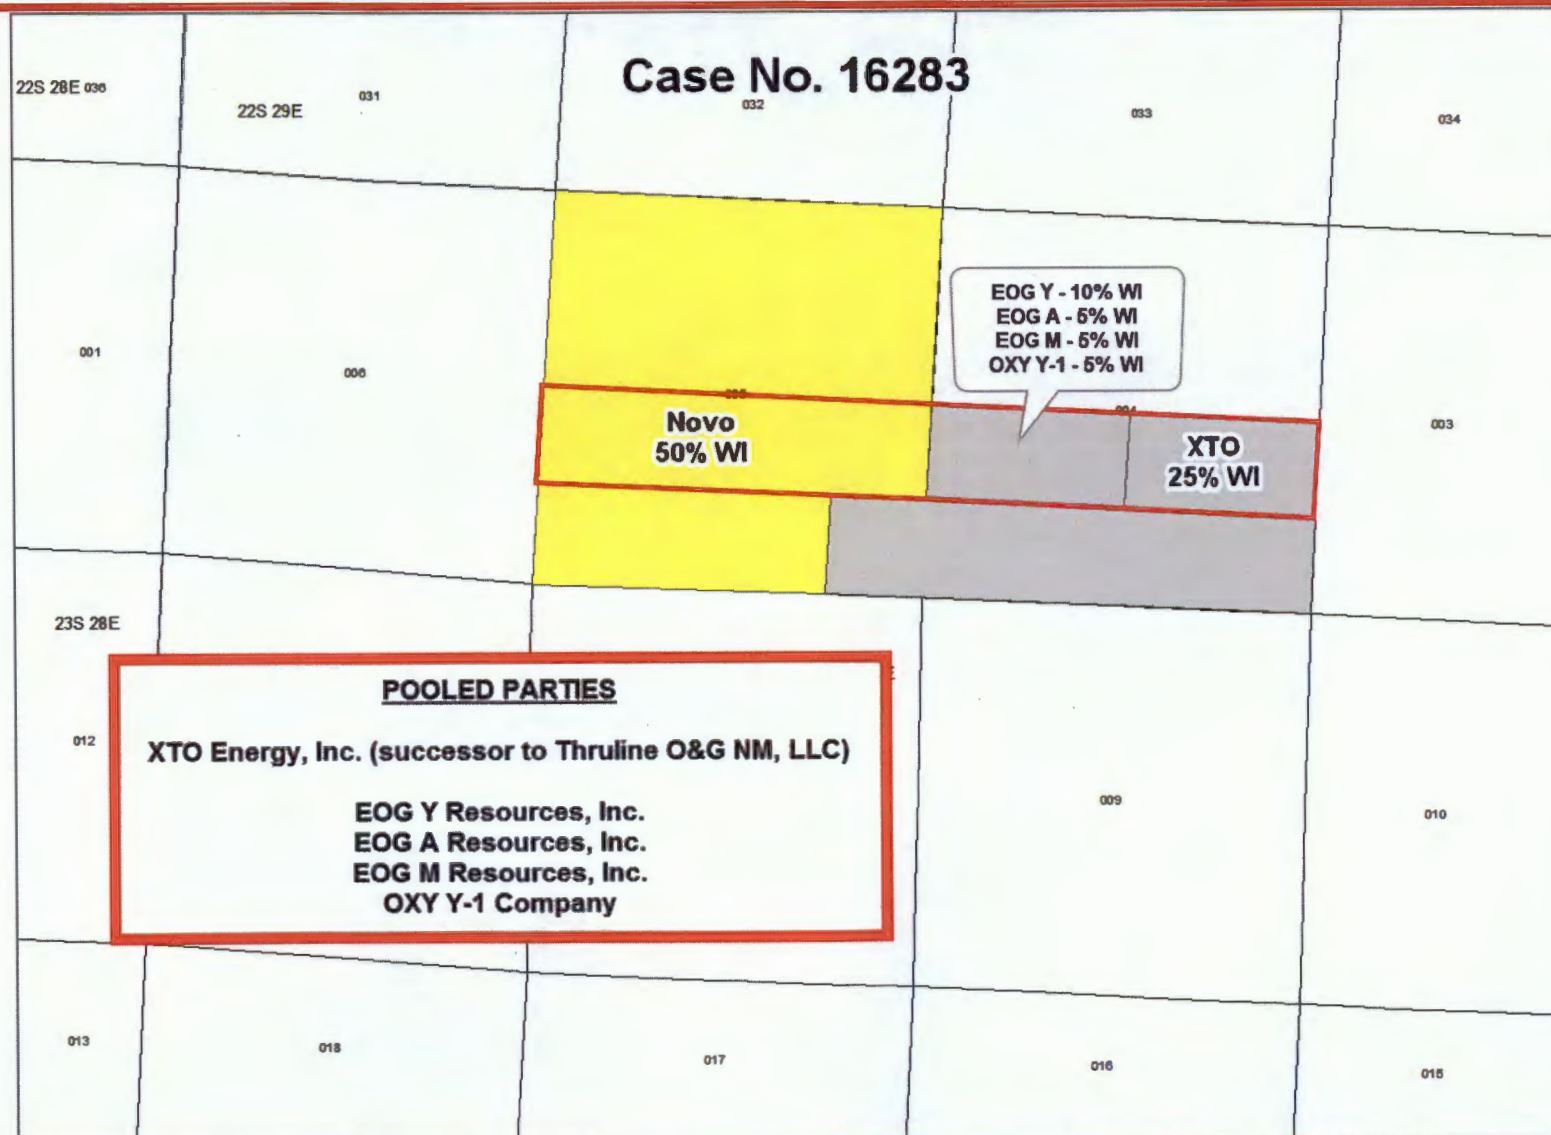 Case No. 16283
22S 28E 036
22S 29E
031
032
033
034
001
006
005
004
003
EOG Y - 10% WI
EOG A - 5% WI
EOG M - 5% WI
OXY Y-1 - 5% WI
Novo
50% WI
XTO
25% WI
23S 28E
012
POOLED PARTIES
XTO Energy, Inc. (successor to Thruline O&G NM, LLC)
EOG Y Resources, Inc.
EOG A Resources, Inc.
EOG M Resources, Inc.
OXY Y-1 Company
009
010
013
018
017
016
015